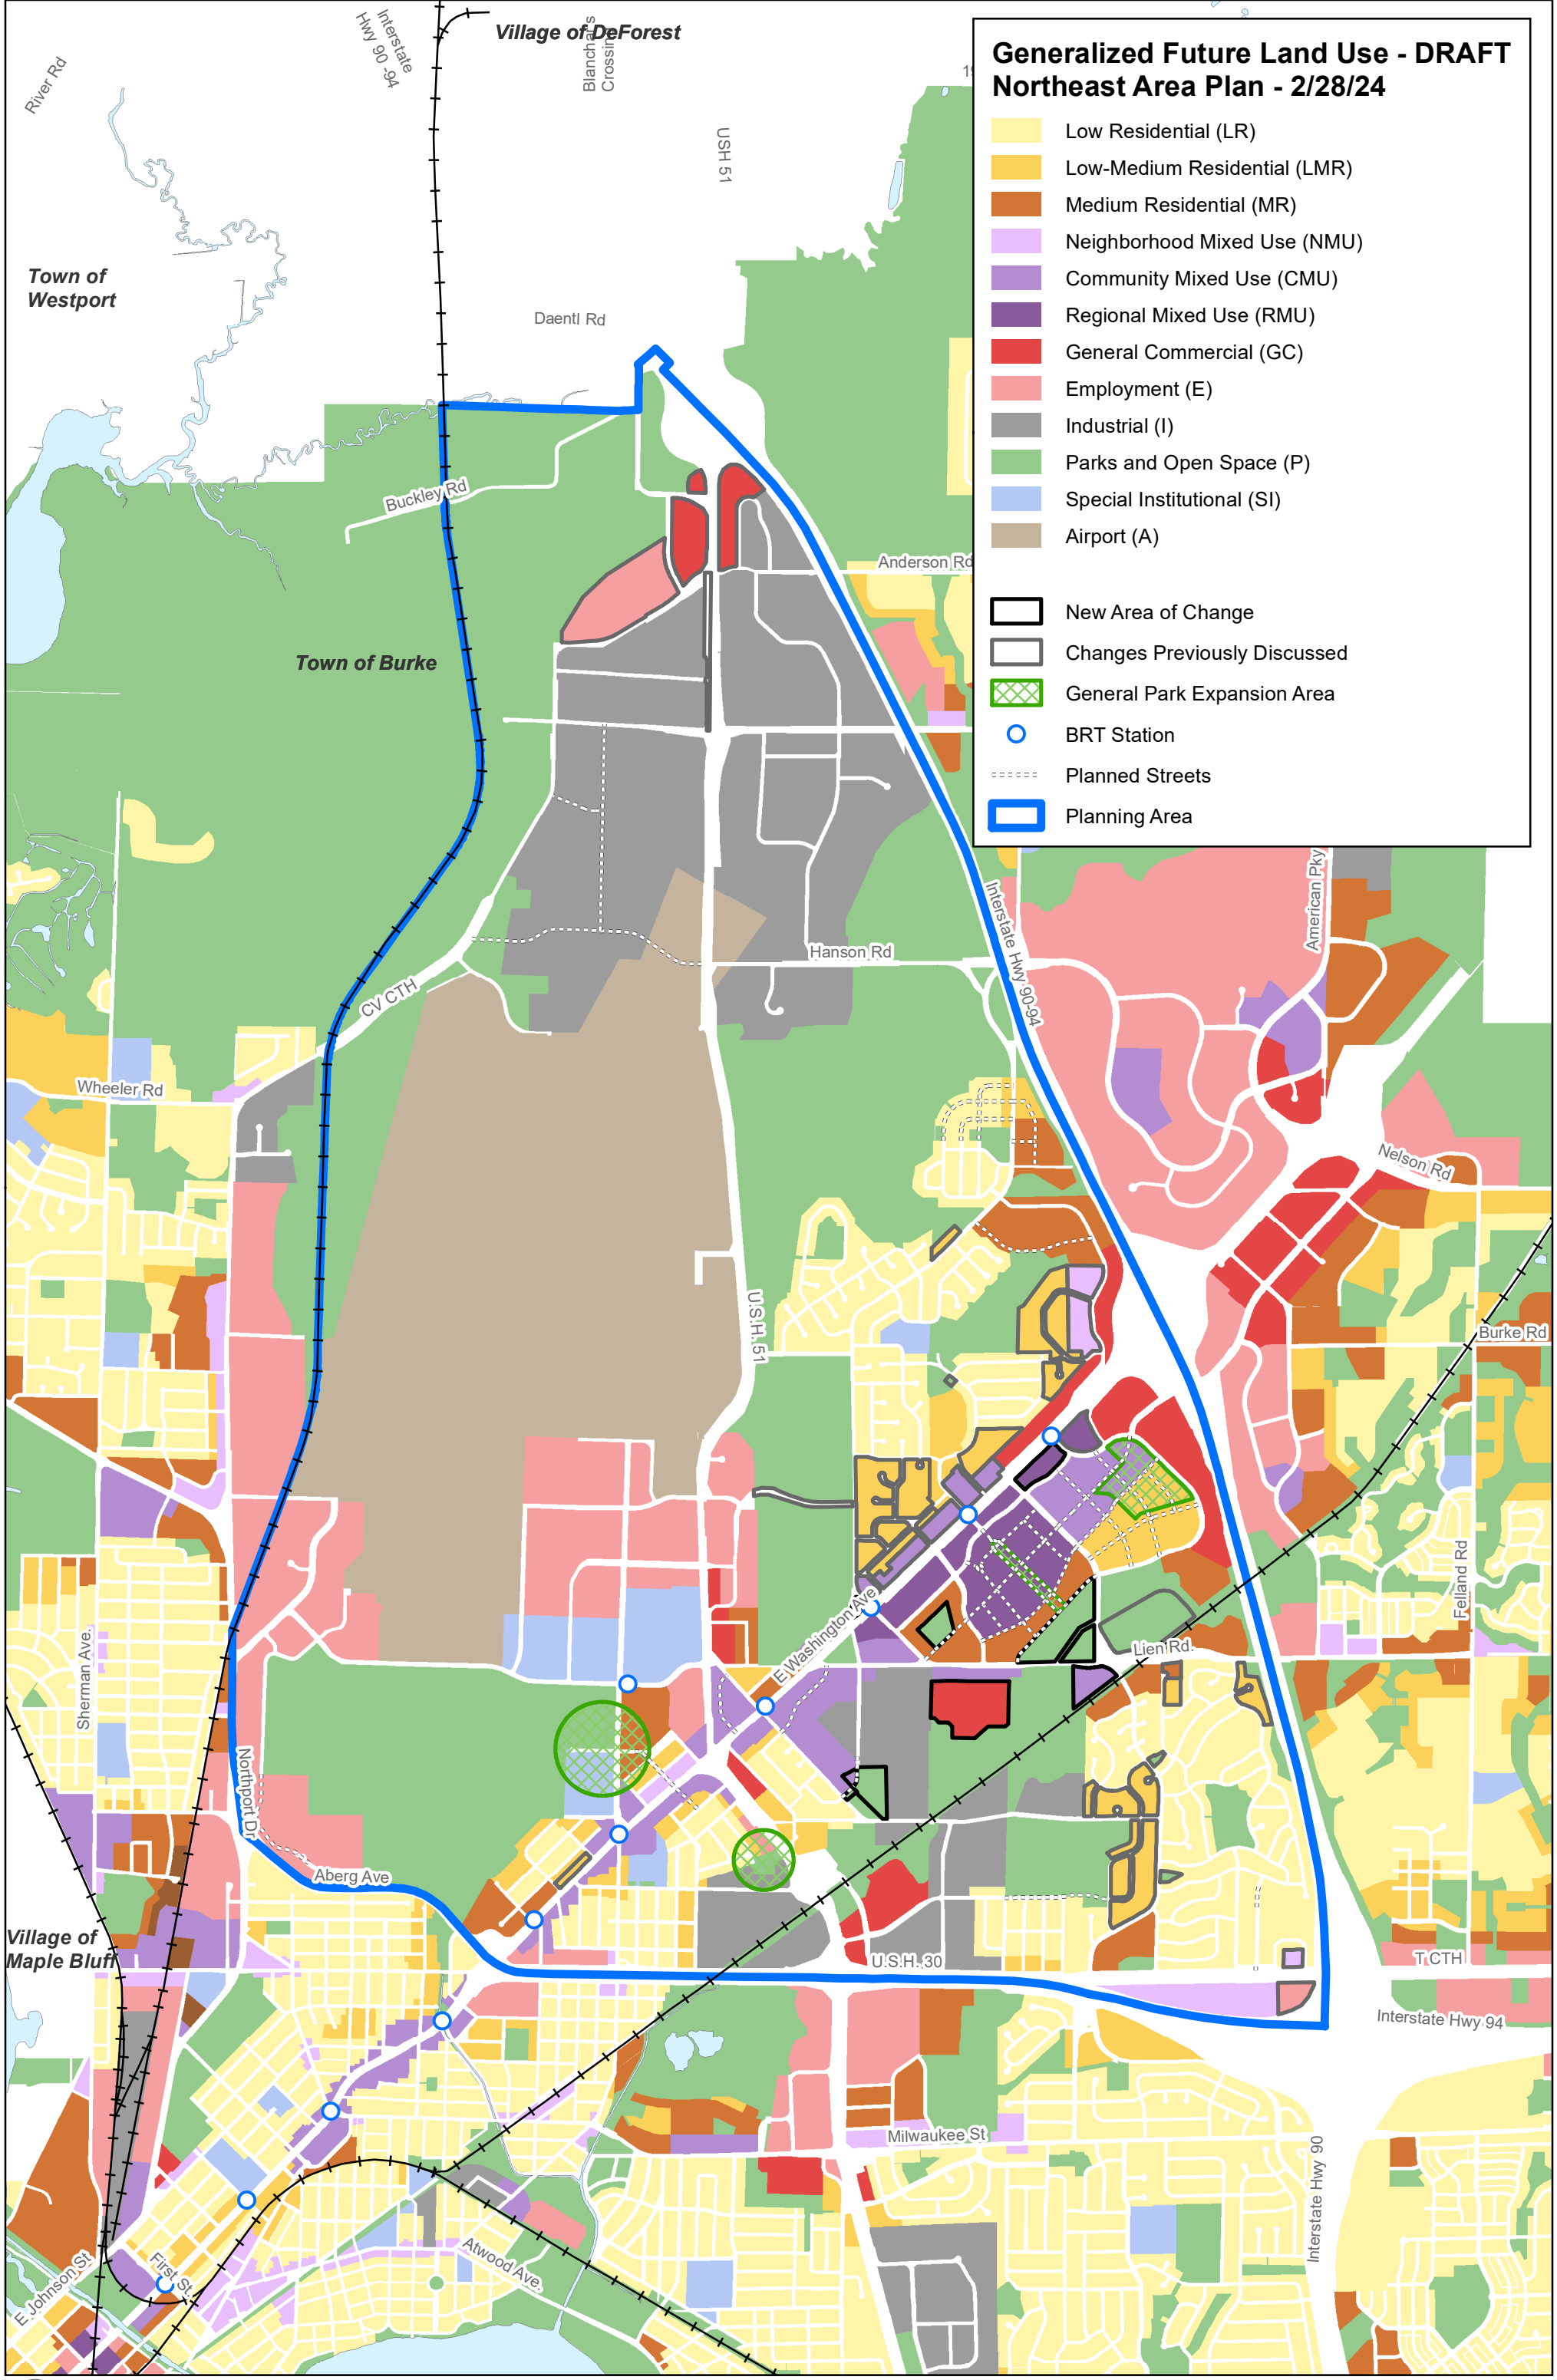 Village of DeForest
Interstate
Hwy 90 -94
Blanchar's
Crossing
River Rd
USH 51
Town of
Westport
Daentl Rd
Generalized Future Land Use - DRAFT
Northeast Area Plan - 2/28/24
Low Residential (LR)
Low-Medium Residential (LMR)
Medium Residential (MR)
Neighborhood Mixed Use (NMU)
Community Mixed Use (CMU)
Regional Mixed Use (RMU)
General Commercial (GC)
Employment (E)
Industrial (I)
Parks and Open Space (P)
Special Institutional (SI)
Airport (A)
New Area of Change
Changes Previously Discussed
General Park Expansion Area
BRT Station
Planned Streets
Planning Area
Buckley Rd
Anderson Rd
Town of Burke
American Pky
Interstate Hwy 90-94
Hanson Rd
CV CTH
Wheeler Rd
Nelson Rd
U.S.H. 51
Burke Rd
Felland Rd
E Washington Ave
Sherman Ave.
Lien Rd.
Northport Dr
Aberg Ave
Village of
Maple Bluff
U.S.H. 30
T CTH
Interstate Hwy 94
Milwaukee St
Interstate Hwy 90
Atwood Ave.
First St.
E Johnson St